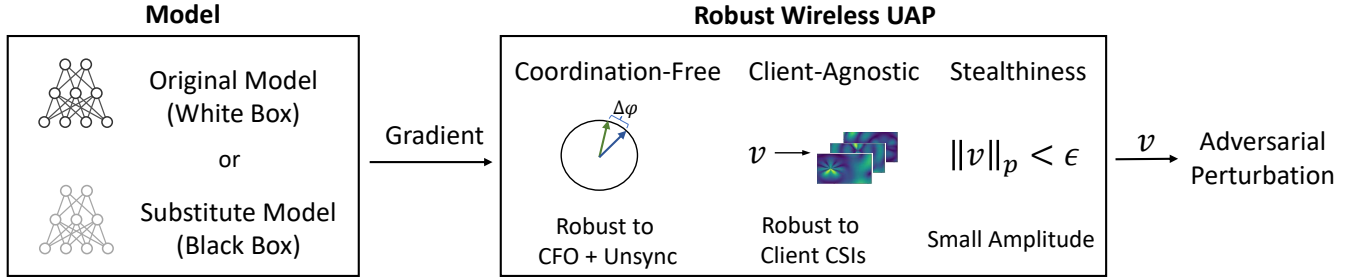 Model
Original Model
(White Box)
or
Substitute Model
(Black Box)
Gradient
Robust Wireless UAP
Coordination-Free
Δφ
Robust to
CFO + Unsync
Client-Agnostic
v
Robust to
Client CSIs
Stealthiness
‖v‖p < ϵ
Small Amplitude
v
Adversarial
Perturbation